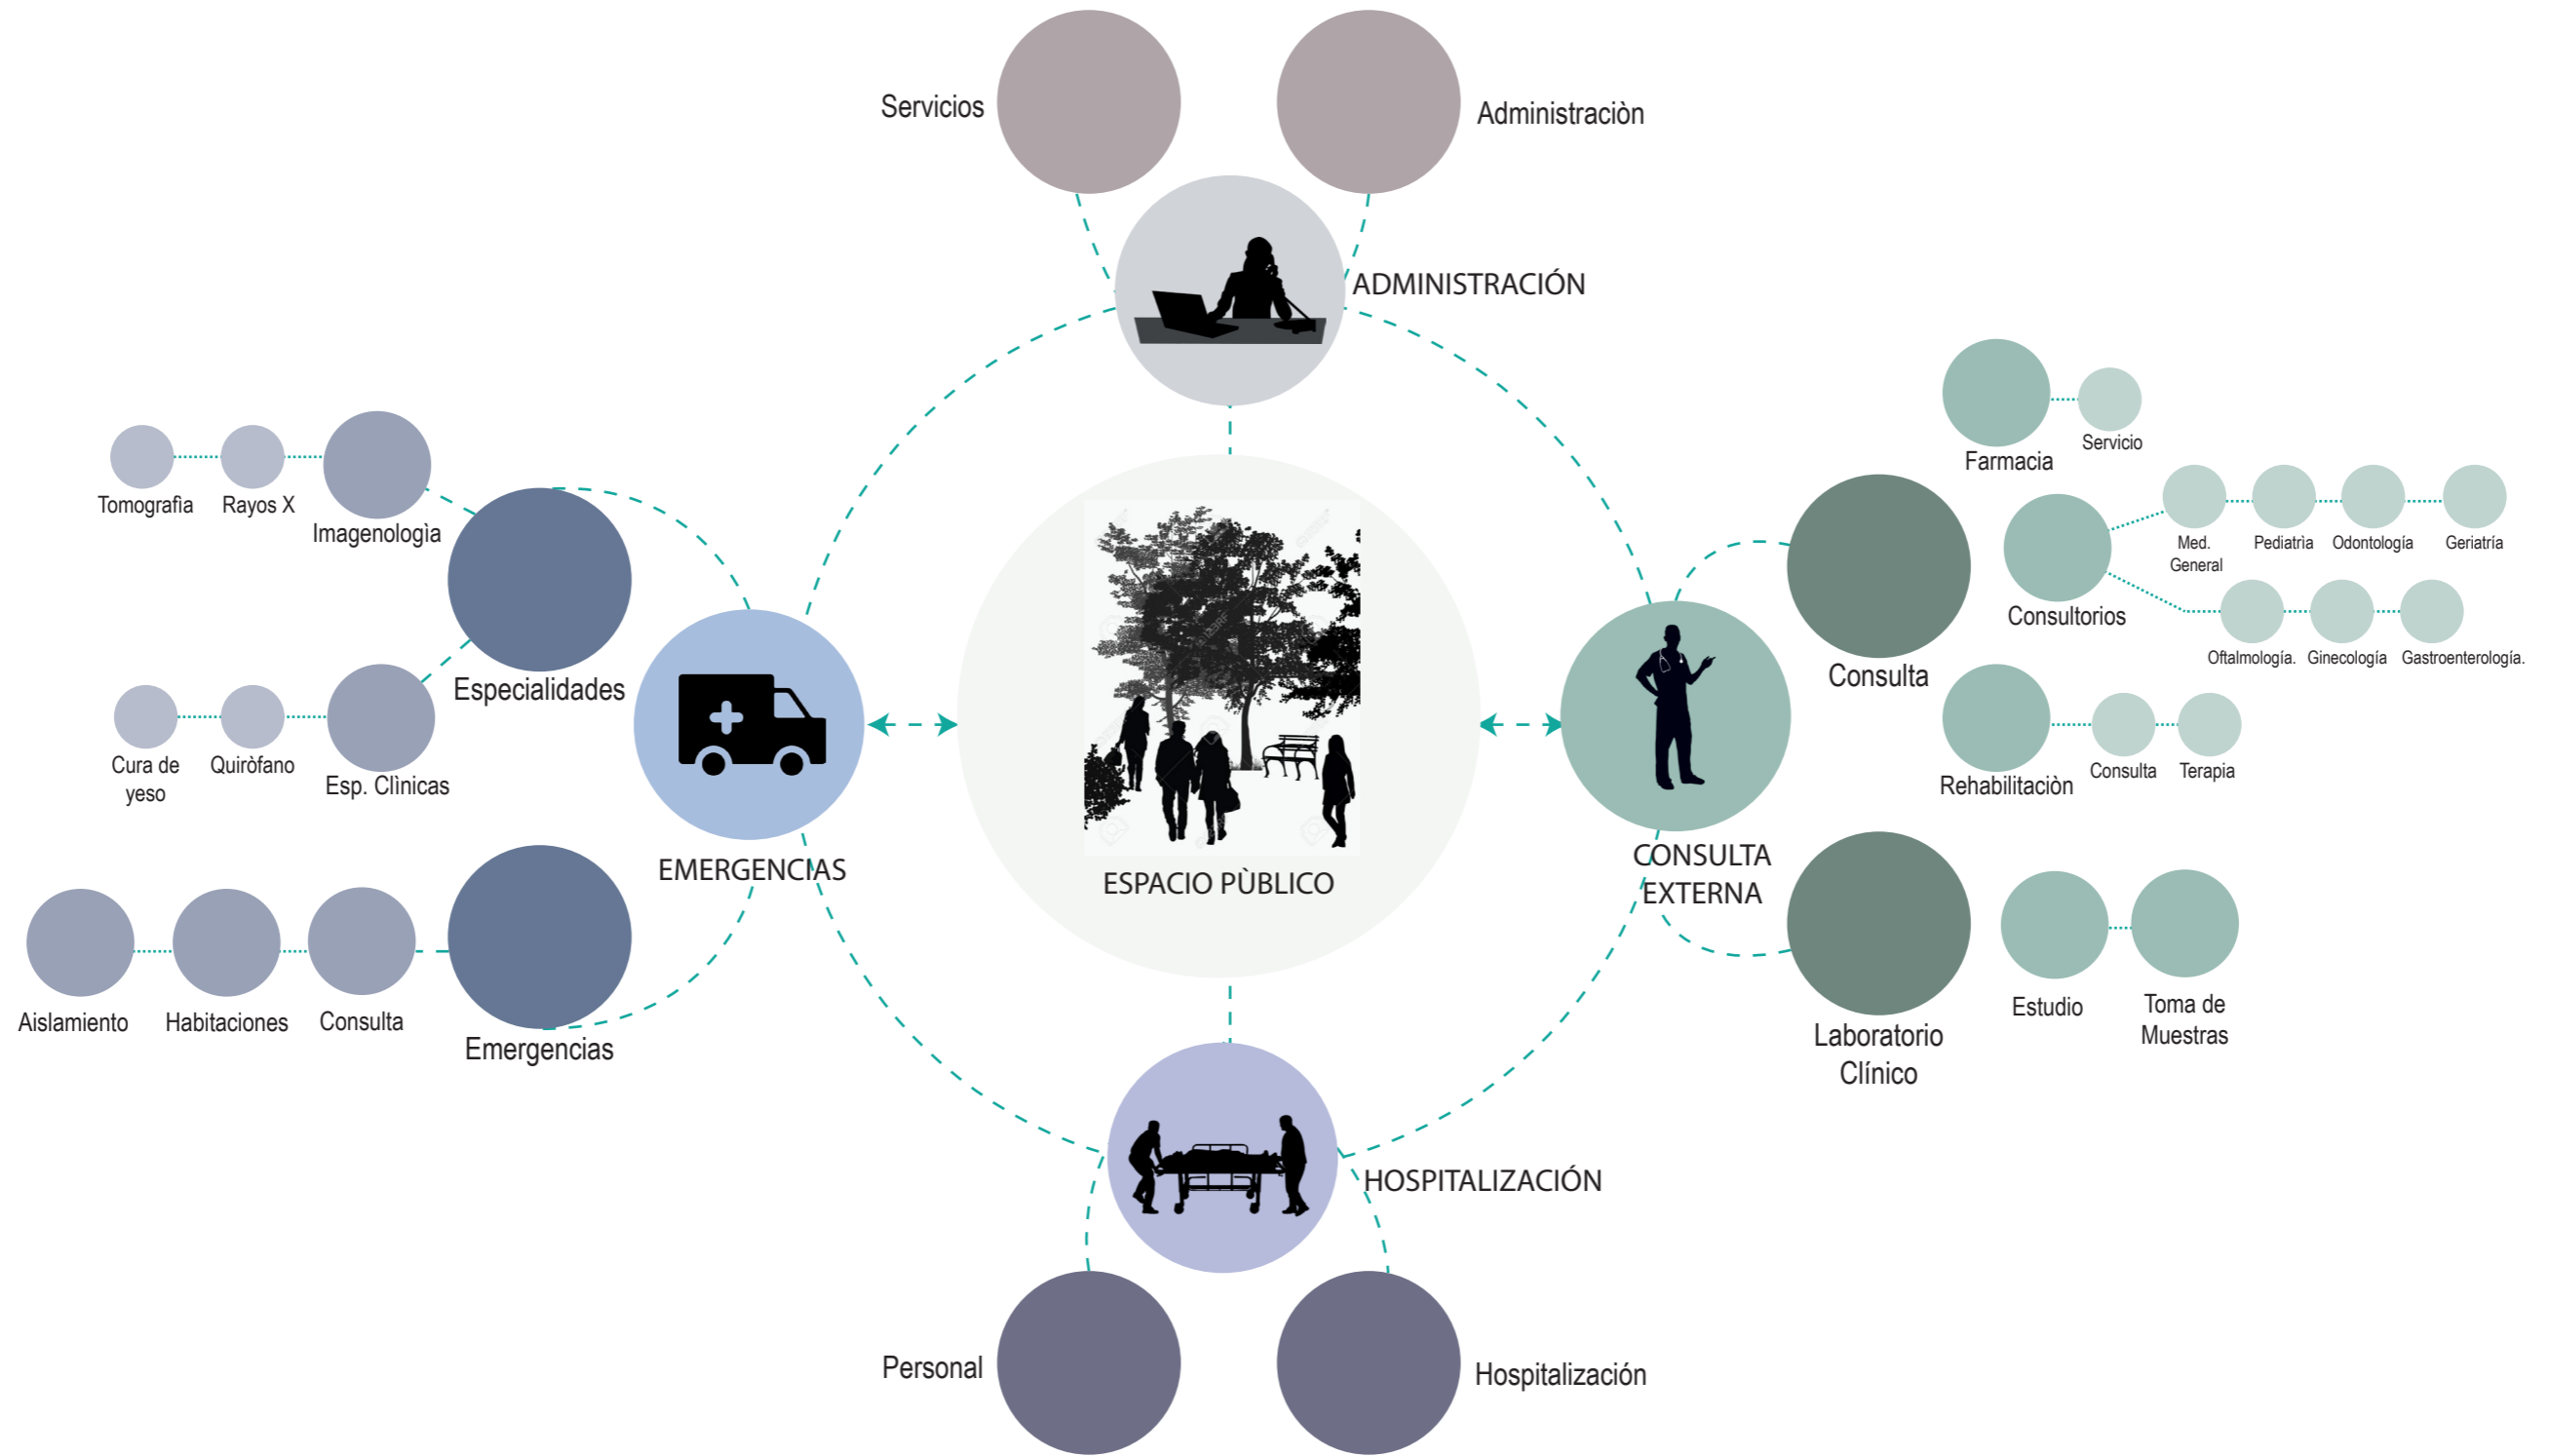 Servicios
Administraciòn
ADMINISTRACIÓN
Tomografìa
Rayos X
Imagenologìa
Especialidades
Cura de
yeso
Quiròfano
Esp. Clìnicas
EMERGENCIAS
Aislamiento
Habitaciones
Consulta
Emergencias
ESPACIO PÙBLICO
Farmacia
Servicio
Consulta
Consultorios
Med.
General
Pediatrìa
Odontología
Geriatría
Oftalmología.
Ginecología
Gastroenterología.
Rehabilitaciòn
Consulta
Terapia
CONSULTA
EXTERNA
Laboratorio
Clínico
Estudio
Toma de
Muestras
HOSPITALIZACIÓN
Personal
Hospitalización